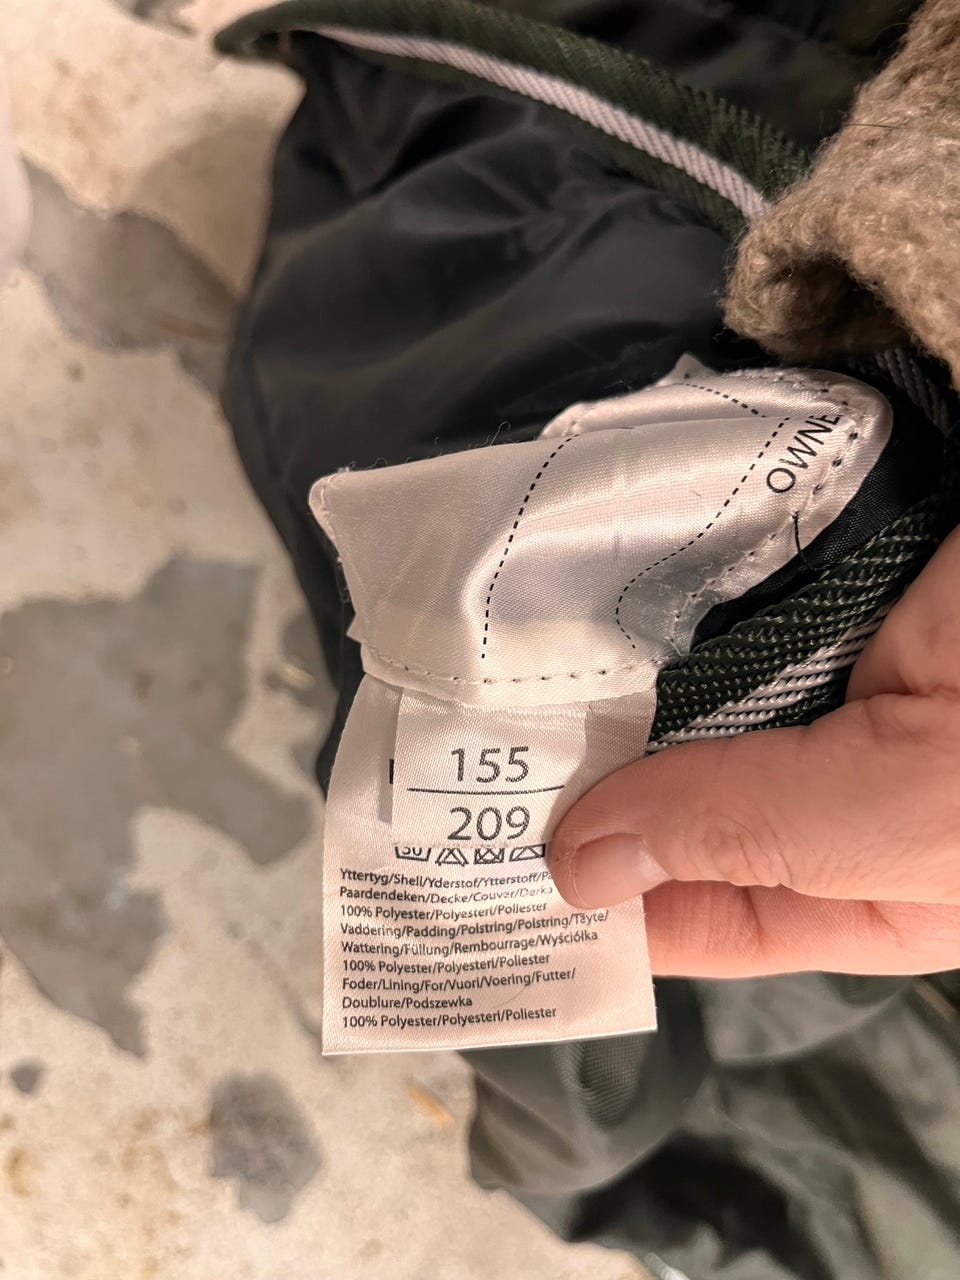 OWNE
155
209
30
Yttertyg/Shell/Yderstof/Ytterstoff/
Paardendeken/Decke/Couver/Derka
100% Polyester/Polyesteri/Poliester
Vaddering/Padding/Polstring/Polstring/Täyte/
Wattering/Füllung/Rembourrage/Wyściółka
100% Polyester/Polyesteri/Poliester
Foder/Lining/For/Vuori/Voering/Futter/
Doublure/Podszewka
100% Polyester/Polyesteri/Poliester